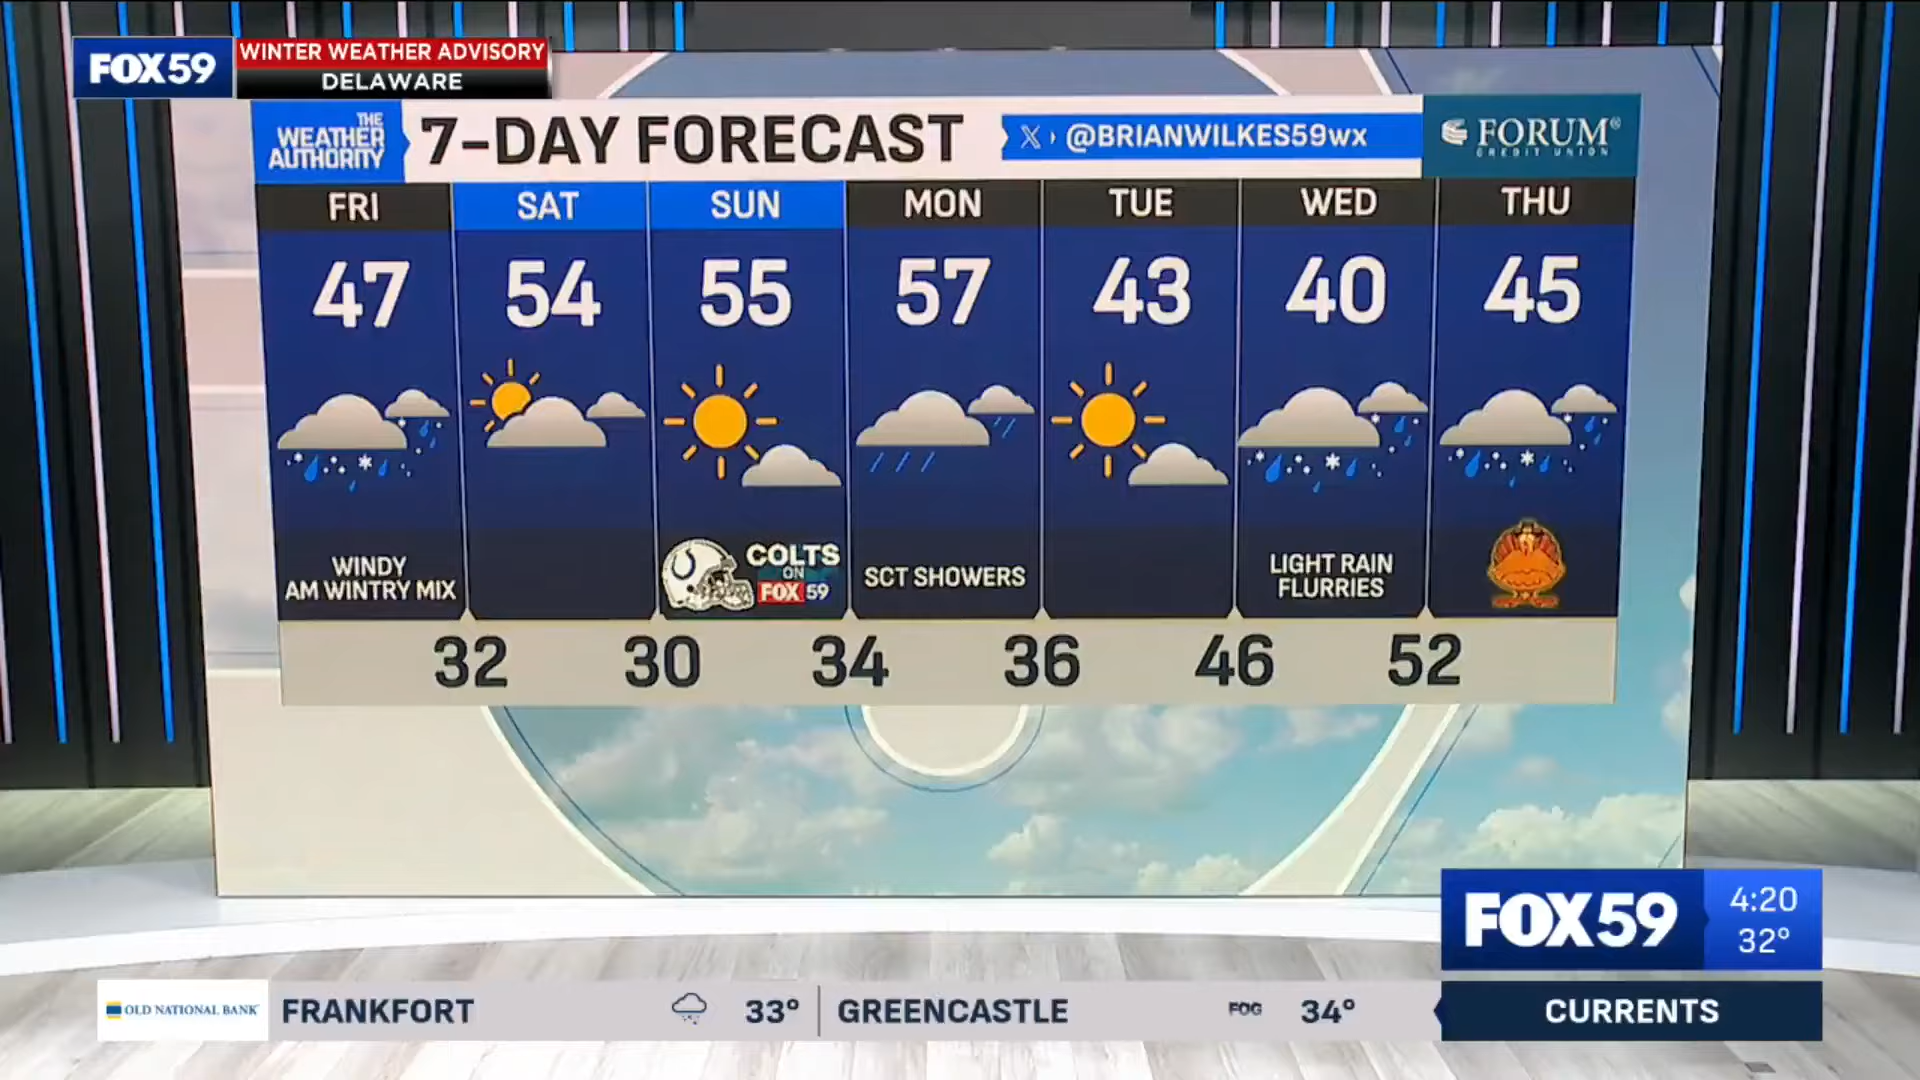 FOX59
WINTER WEATHER ADVISORY
DELAWARE
THE
WEATHER
AUTHORITY
7-DAY FORECAST
X @BRIANWILKES59wx
FORUM®
CREDIT UNION
FRI SAT SUN MON TUE WED THU
47 54 55 57 43 40 45
WINDY
AM WINTRY MIX
COLTS
ON
FOX 59
SCT SHOWERS
LIGHT RAIN
FLURRIES
32 30 34 36 46 52
FOX59
4:20
32°
OLD NATIONAL BANK
FRANKFORT 33°
GREENCASTLE FOG 34°
CURRENTS